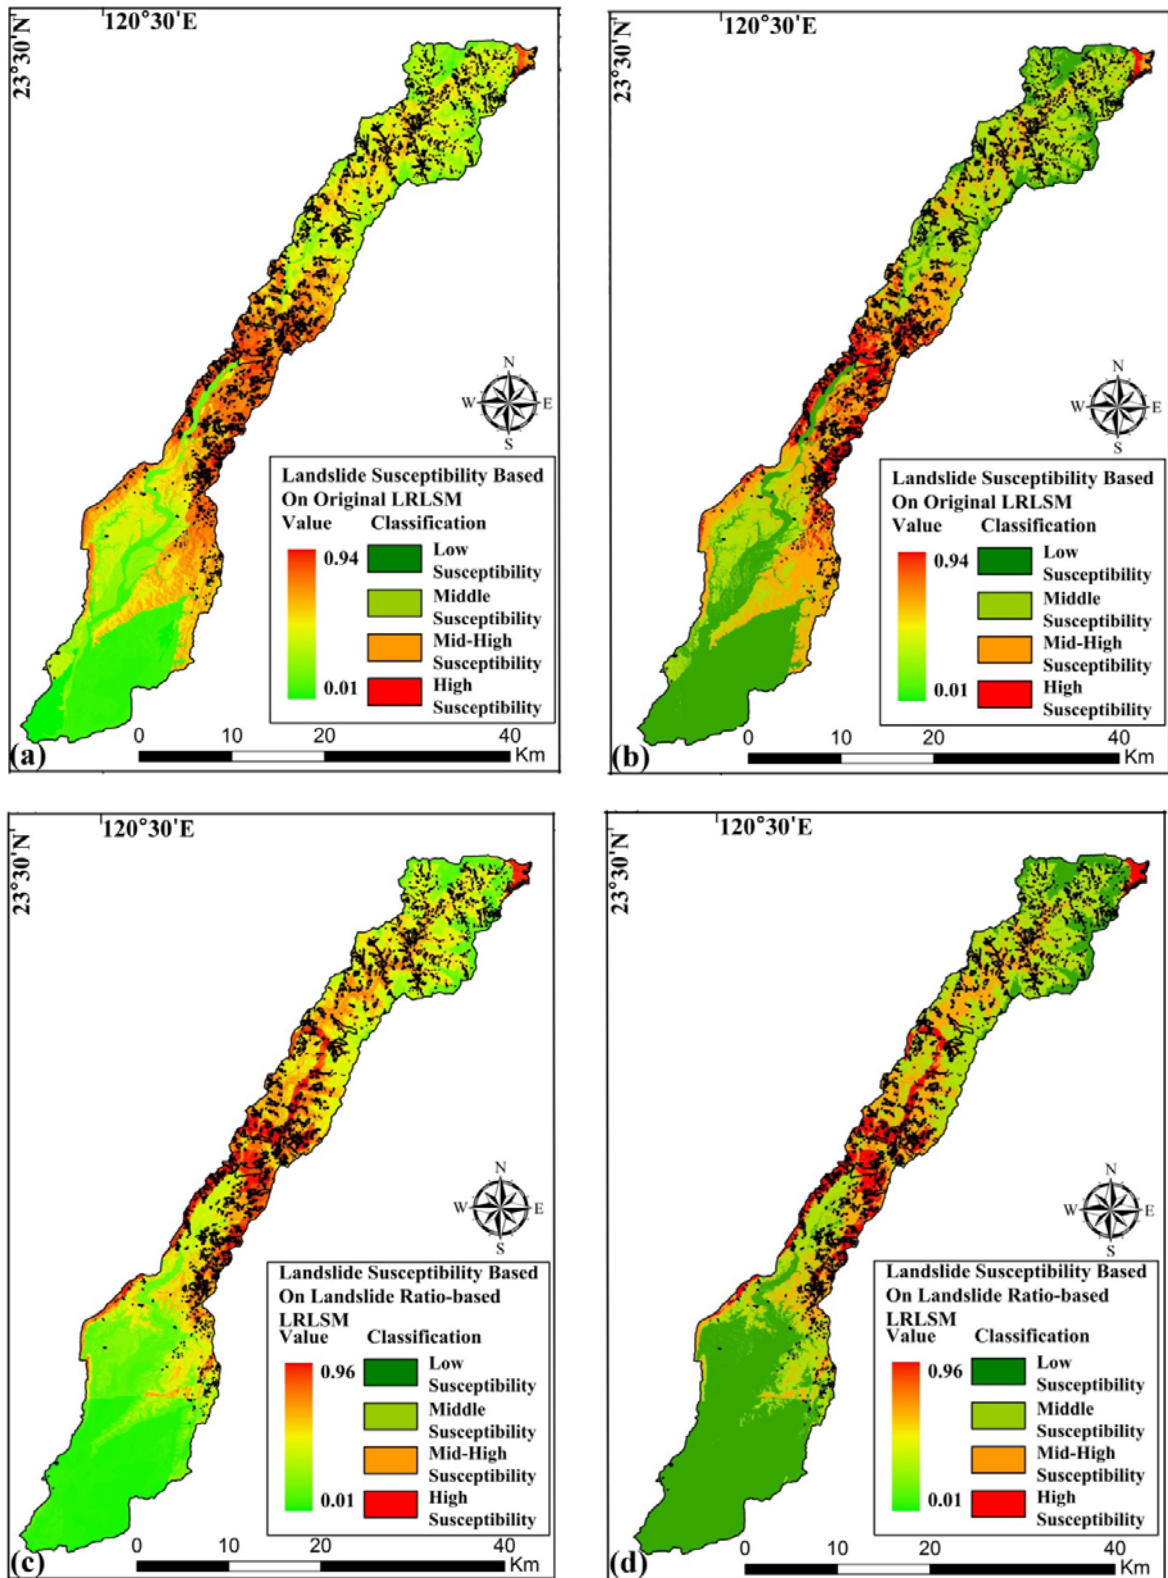 120°30'E
23°30'N
N
W E
S
Landslide Susceptibility Based
On Original LRLSM
Value Classification
0.94
0.01
Low
Susceptibility
Middle
Susceptibility
Mid-High
Susceptibility
High
Susceptibility
0 10 20 40
Km
(a)
120°30'E
23°30'N
N
W E
S
Landslide Susceptibility Based
On Original LRLSM
Value Classification
0.94
0.01
Low
Susceptibility
Middle
Susceptibility
Mid-High
Susceptibility
High
Susceptibility
0 10 20 40
Km
(b)
120°30'E
23°30'N
N
W E
S
Landslide Susceptibility Based
On Landslide Ratio-based
LRLSM
Value Classification
0.96
0.01
Low
Susceptibility
Middle
Susceptibility
Mid-High
Susceptibility
High
Susceptibility
0 10 20 40
Km
(c)
120°30'E
23°30'N
N
W E
S
Landslide Susceptibility Based
On Landslide Ratio-based
LRLSM
Value Classification
0.96
0.01
Low
Susceptibility
Middle
Susceptibility
Mid-High
Susceptibility
High
Susceptibility
0 10 20 40
Km
(d)